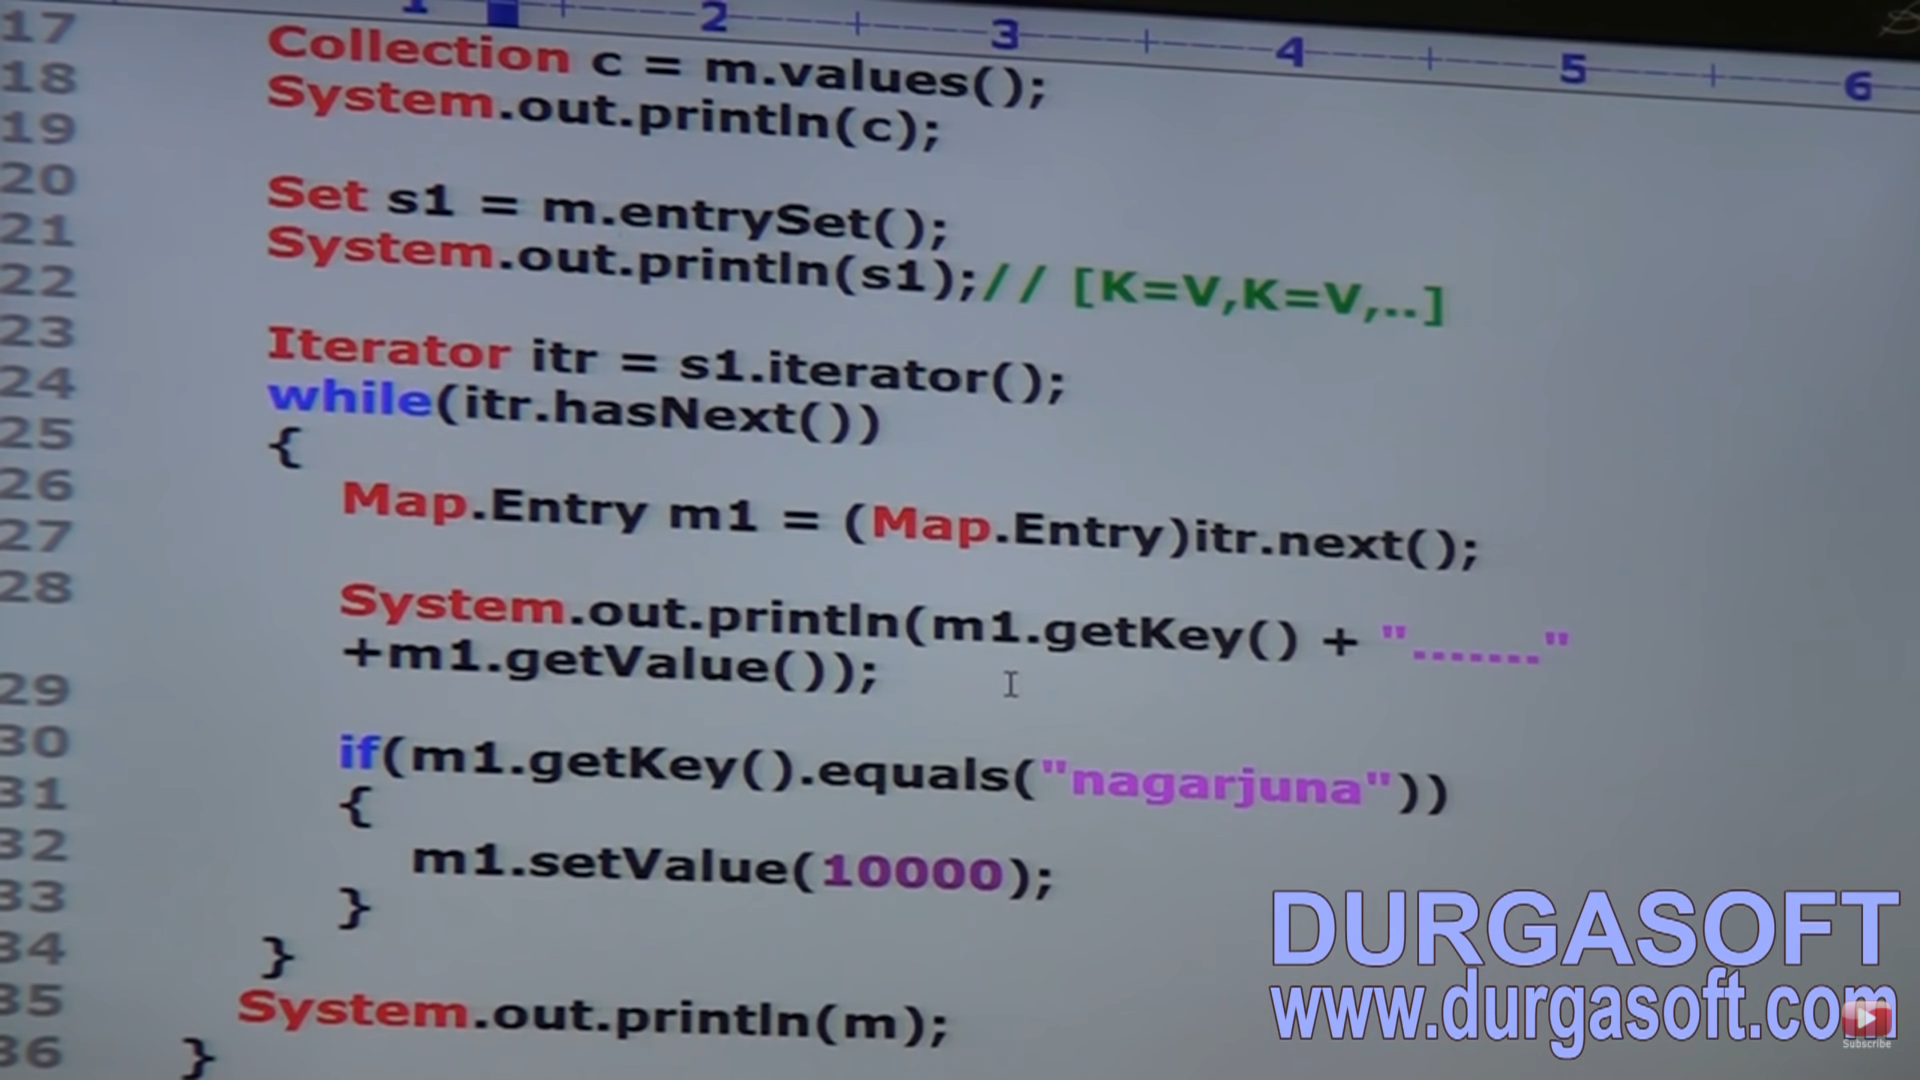 1 2 3 4 5 6
17 Collection c = m.values();
18 System.out.println(c);
19
20 Set s1 = m.entrySet();
21 System.out.println(s1);// [K=V,K=V,..]
22
23 Iterator itr = s1.iterator();
24 while(itr.hasNext())
25 {
26 Map.Entry m1 = (Map.Entry)itr.next();
27
28 System.out.println(m1.getKey() + "......."
+m1.getValue());
29
30 if(m1.getKey().equals("nagarjuna"))
31 {
32 m1.setValue(10000);
33 }
34 }
35 System.out.println(m);
36 }
DURGASOFT
www.durgasoft.com
Subscribe